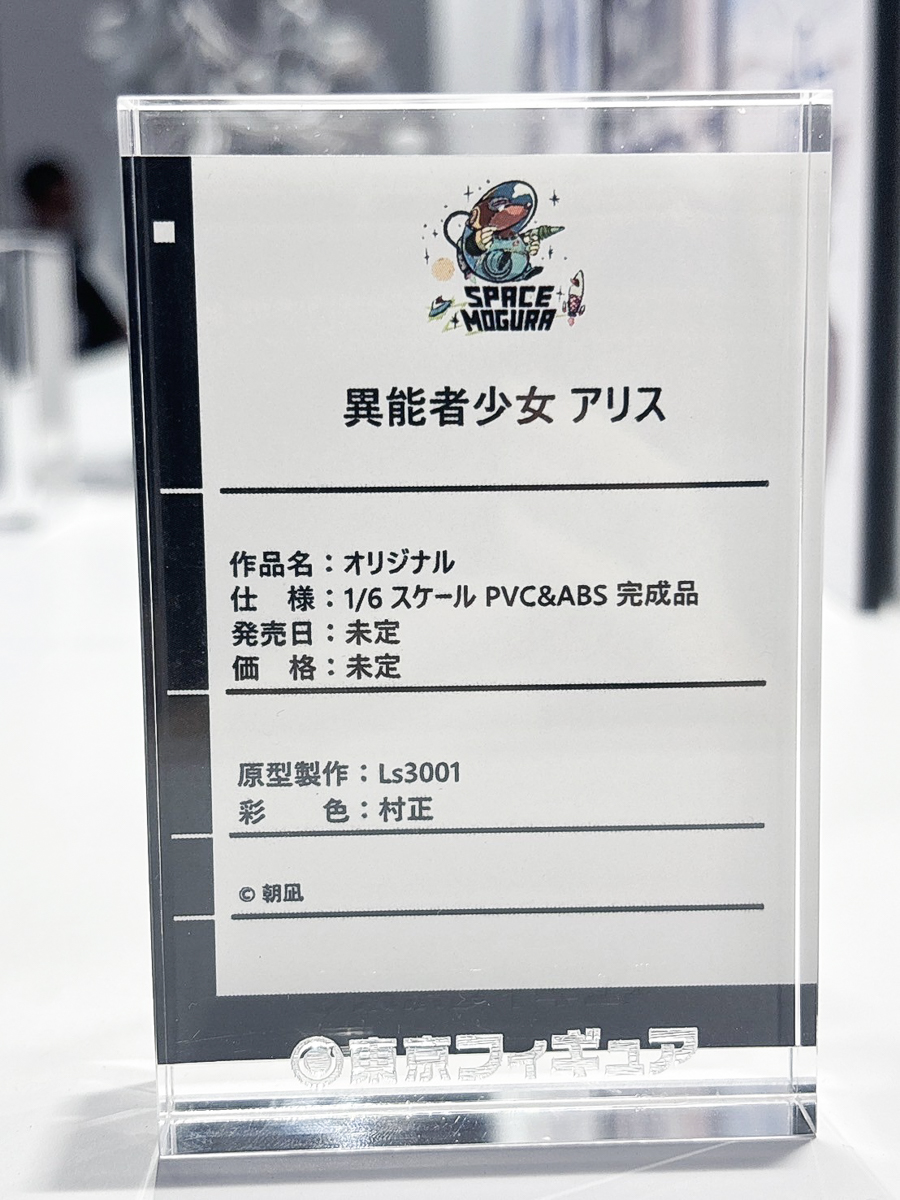 SPACE
MOGURA
異能者少女 アリス
作品名：オリジナル
仕　様：1/6 スケール PVC&ABS 完成品
発売日：未定
価　格：未定
原型製作：Ls3001
彩　　色：村正
© 朝凪
東京フィギュア